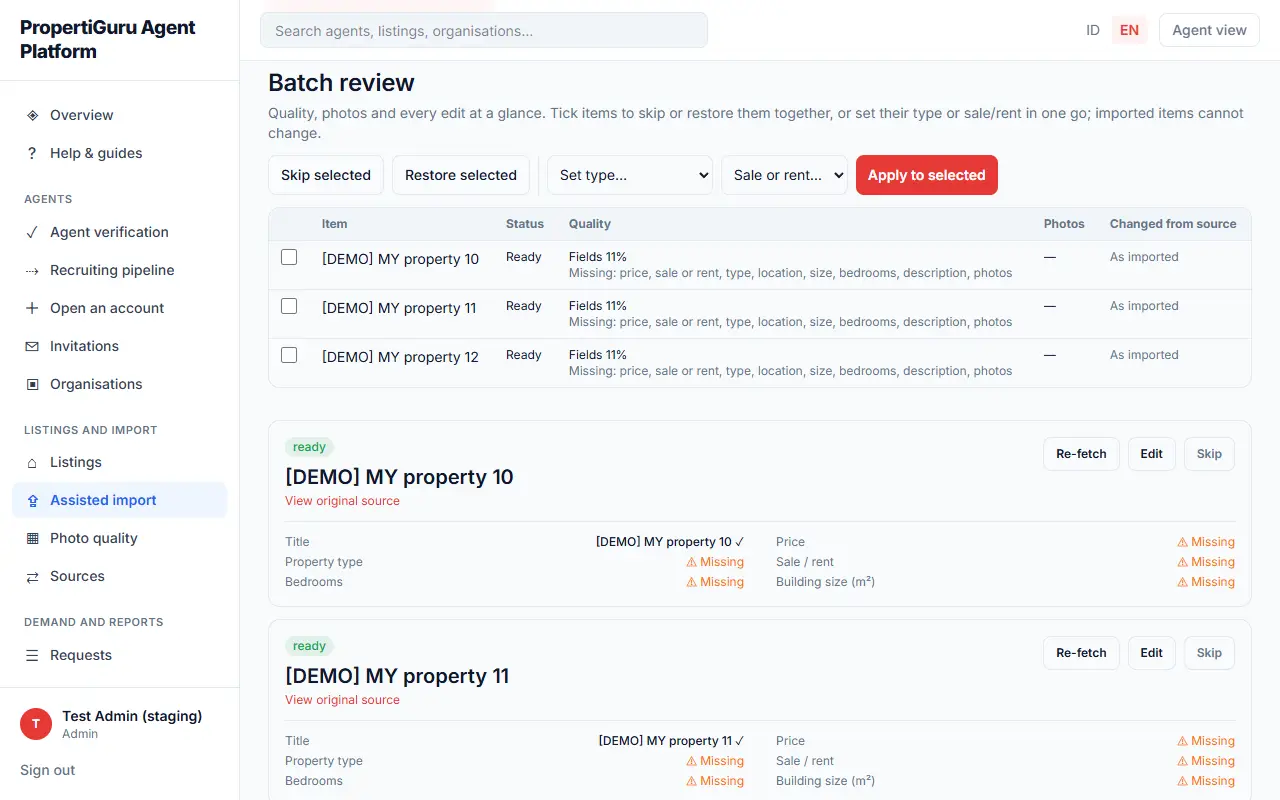 PropertiGuru Agent
Platform
Search agents, listings, organisations...
ID
EN
Agent view
Overview
? Help & guides
AGENTS
Agent verification
Recruiting pipeline
Open an account
Invitations
Organisations
LISTINGS AND IMPORT
Listings
Assisted import
Photo quality
Sources
DEMAND AND REPORTS
Requests
T
Test Admin (staging)
Admin
Sign out
Batch review
Quality, photos and every edit at a glance. Tick items to skip or restore them together, or set their type or sale/rent in one go; imported items cannot
change.
Skip selected
Restore selected
Set type...
Sale or rent...
Apply to selected
Item Status Quality Photos Changed from source
[DEMO] MY property 10 Ready Fields 11% — As imported
Missing: price, sale or rent, type, location, size, bedrooms, description, photos
[DEMO] MY property 11 Ready Fields 11% — As imported
Missing: price, sale or rent, type, location, size, bedrooms, description, photos
[DEMO] MY property 12 Ready Fields 11% — As imported
Missing: price, sale or rent, type, location, size, bedrooms, description, photos
ready
Re-fetch Edit Skip
[DEMO] MY property 10
View original source
Title [DEMO] MY property 10 ✓ Price ⚠ Missing
Property type ⚠ Missing Sale / rent ⚠ Missing
Bedrooms ⚠ Missing Building size (m²) ⚠ Missing
ready
Re-fetch Edit Skip
[DEMO] MY property 11
View original source
Title [DEMO] MY property 11 ✓ Price ⚠ Missing
Property type ⚠ Missing Sale / rent ⚠ Missing
Bedrooms ⚠ Missing Building size (m²) ⚠ Missing